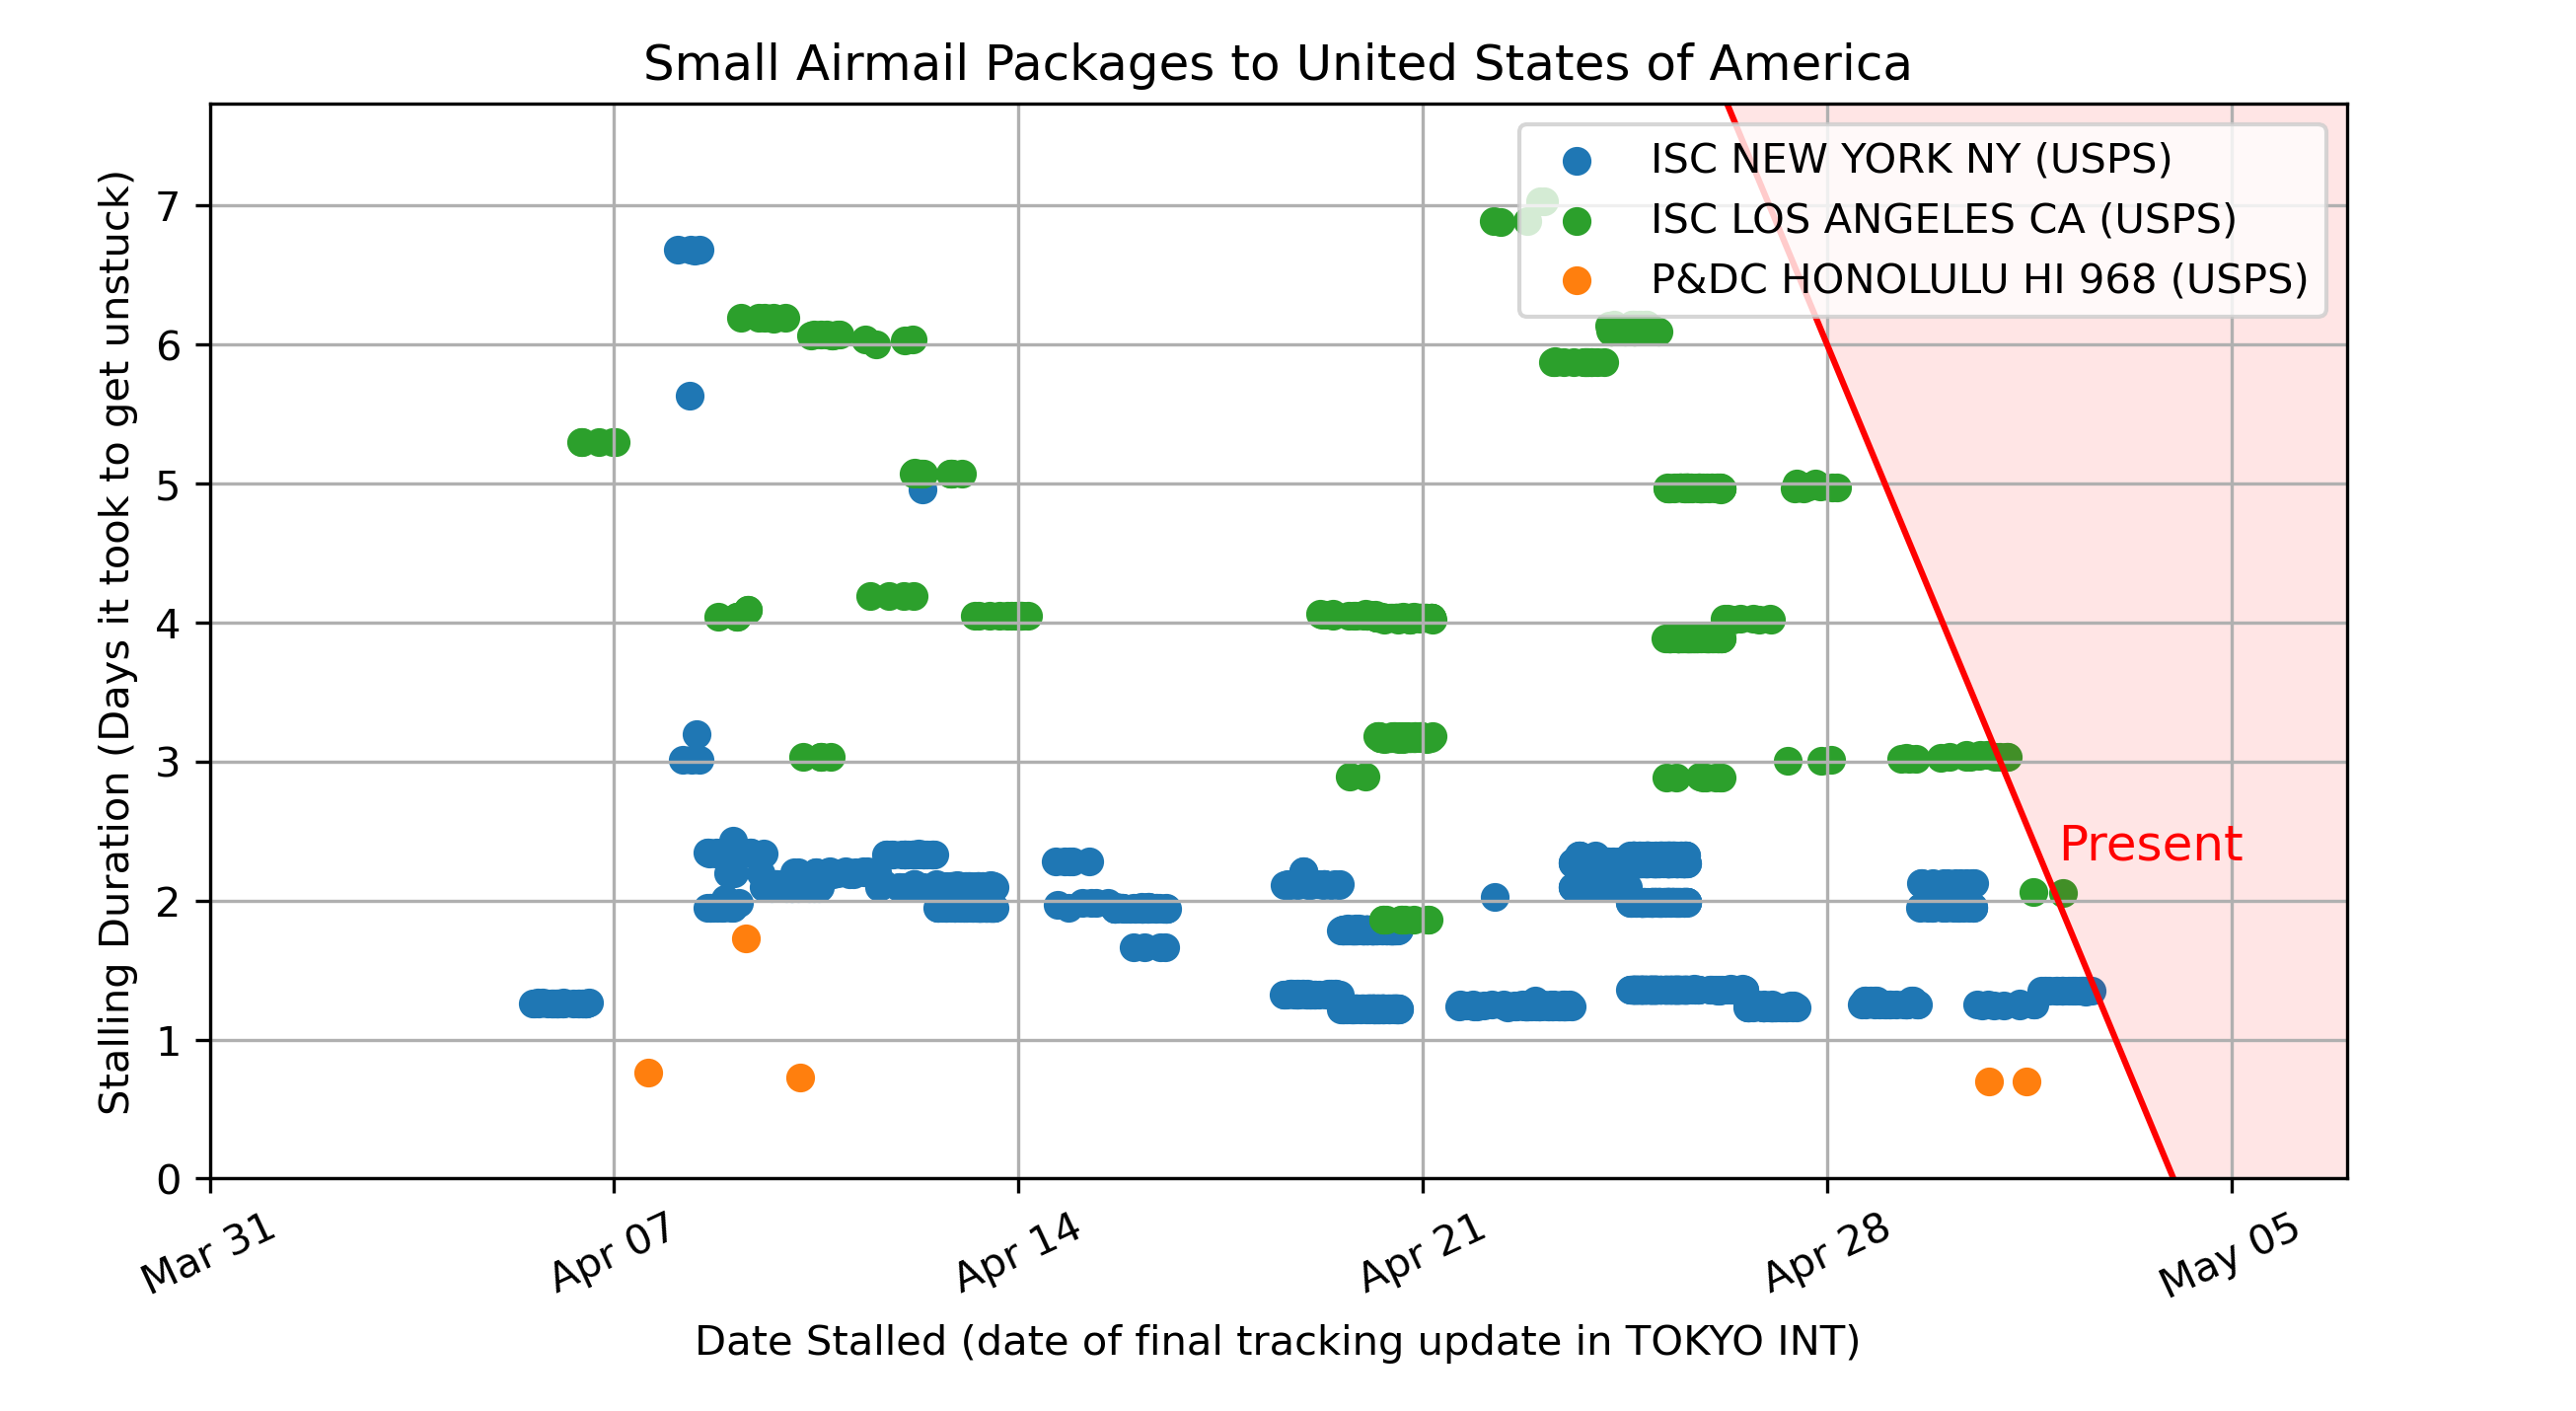 Small Airmail Packages to United States of America
ISC NEW YORK NY (USPS)
ISC LOS ANGELES CA (USPS)
P&DC HONOLULU HI 968 (USPS)
Stalling Duration (Days it took to get unstuck)
7
6
5
4
3
2
1
0
Present
Mar 31
Apr 07
Apr 14
Apr 21
Apr 28
May 05
Date Stalled (date of final tracking update in TOKYO INT)